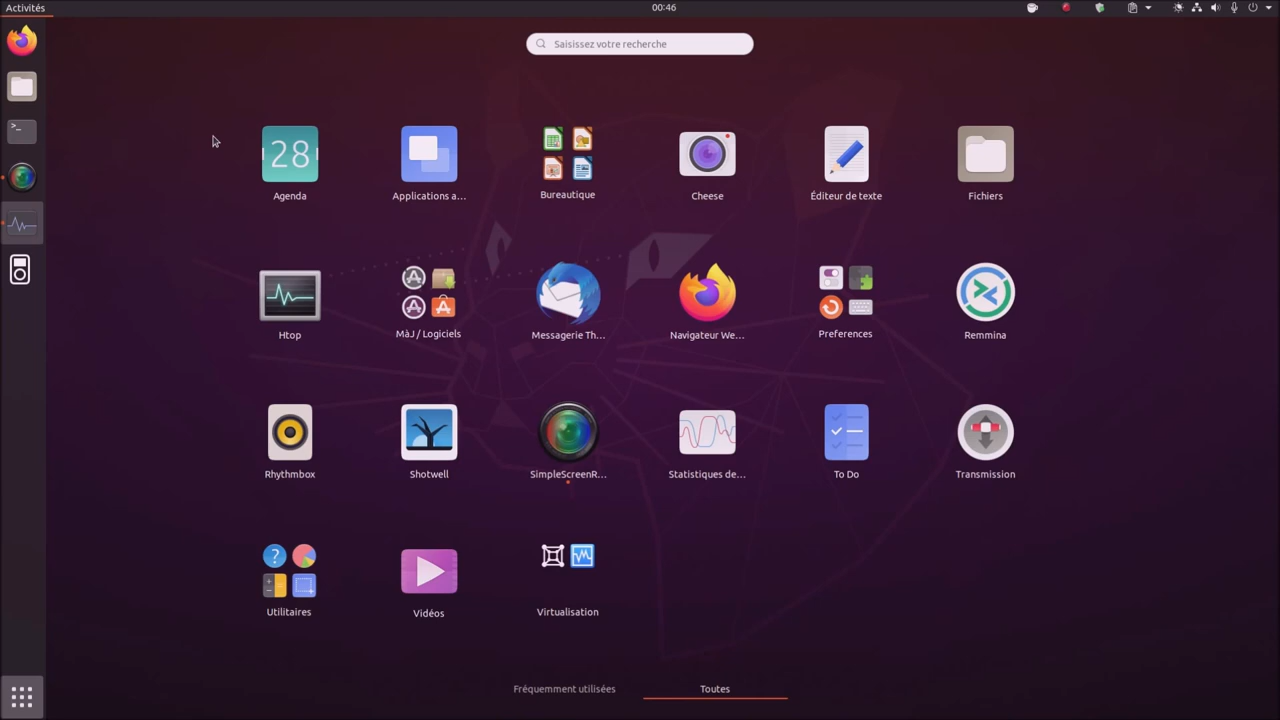 Activités
00:46
Saisissez votre recherche
28
Agenda
Applications a...
Bureautique
Cheese
Éditeur de texte
Fichiers
Htop
MàJ / Logiciels
Messagerie Th...
Navigateur We...
Preferences
Remmina
Rhythmbox
Shotwell
SimpleScreenR...
Statistiques de...
To Do
Transmission
Utilitaires
Vidéos
Virtualisation
Fréquemment utilisées
Toutes